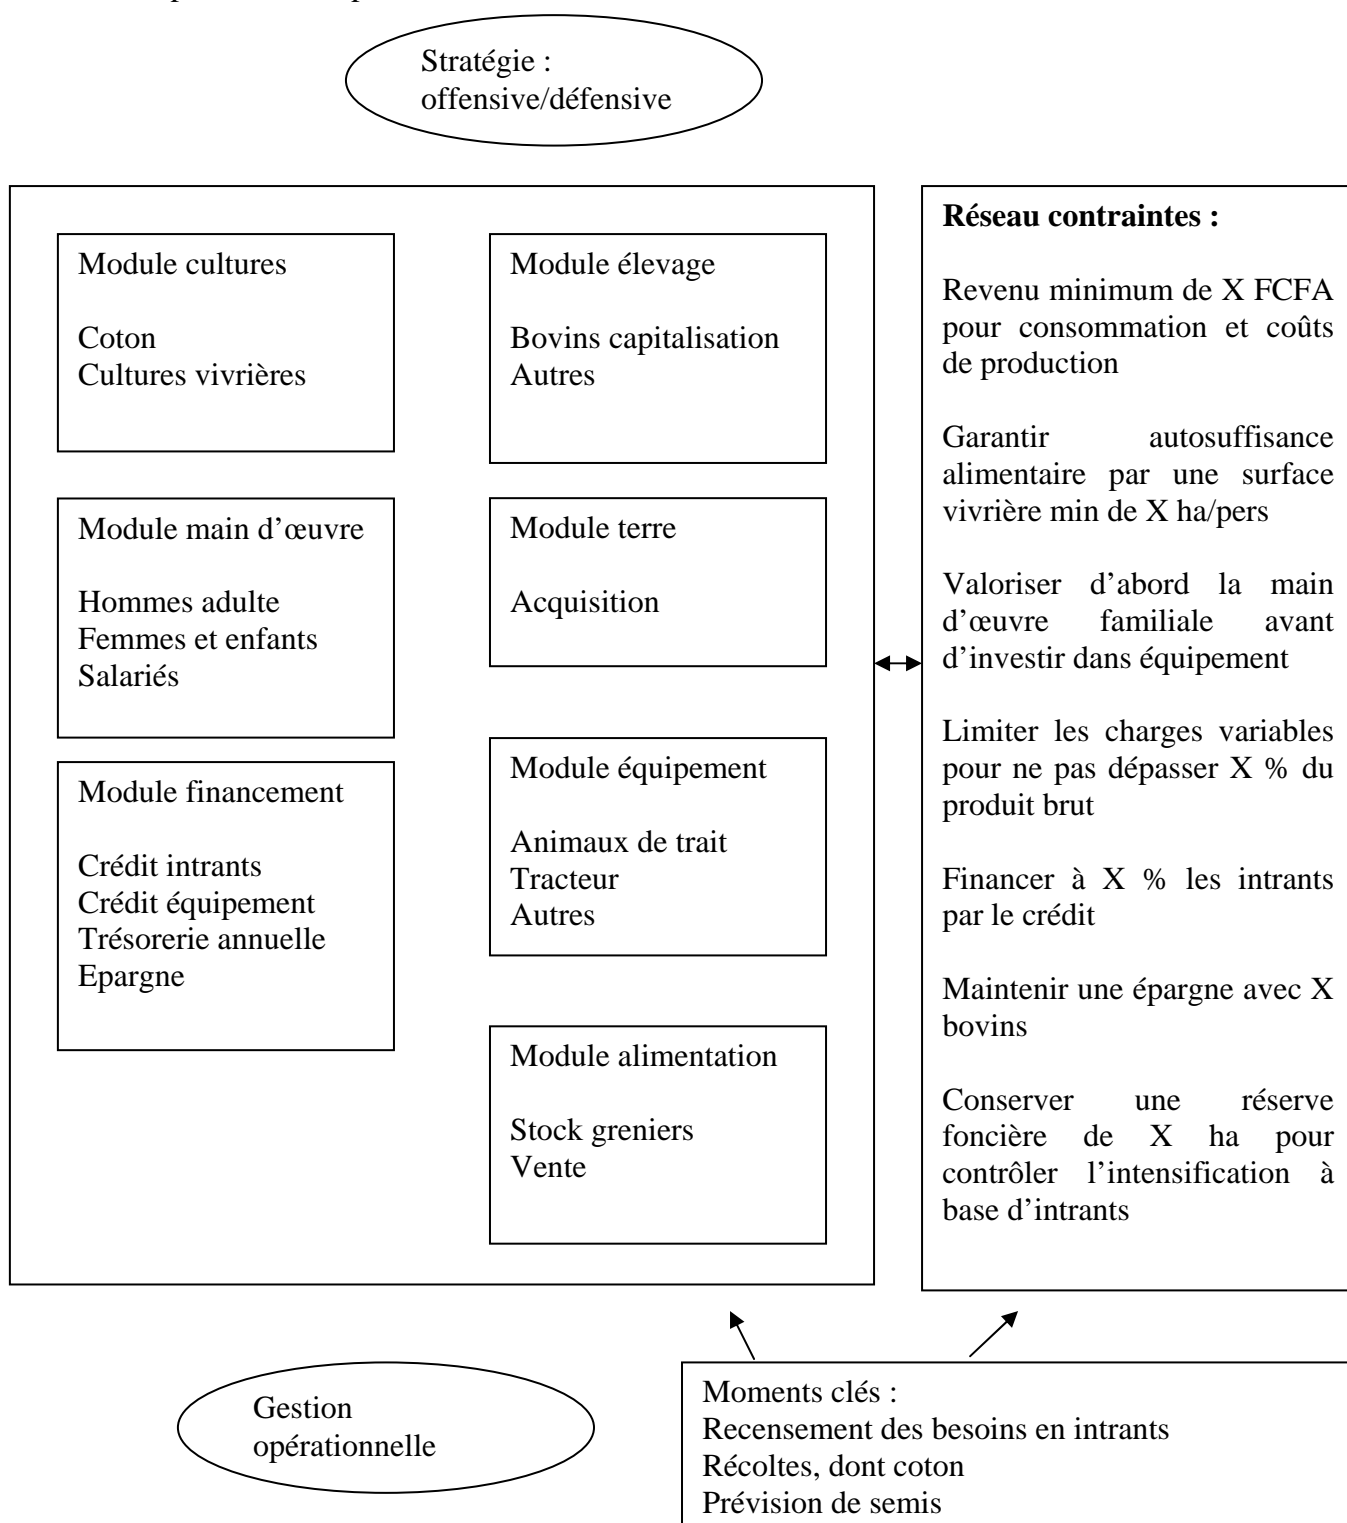 Stratégie :
offensive/défensive
Module cultures
Coton
Cultures vivrières
Module élevage
Bovins capitalisation
Autres
Module main d’œuvre
Hommes adulte
Femmes et enfants
Salariés
Module terre
Acquisition
Module financement
Crédit intrants
Crédit équipement
Trésorerie annuelle
Epargne
Module équipement
Animaux de trait
Tracteur
Autres
Module alimentation
Stock greniers
Vente
Réseau contraintes :
Revenu minimum de X FCFA
pour consommation et coûts
de production
Garantir autosuffisance
alimentaire par une surface
vivrière min de X ha/pers
Valoriser d’abord la main
d’œuvre familiale avant
d’investir dans équipement
Limiter les charges variables
pour ne pas dépasser X % du
produit brut
Financer à X % les intrants
par le crédit
Maintenir une épargne avec X
bovins
Conserver une réserve
foncière de X ha pour
contrôler l’intensification à
base d’intrants
Gestion
opérationnelle
Moments clés :
Recensement des besoins en intrants
Récoltes, dont coton
Prévision de semis